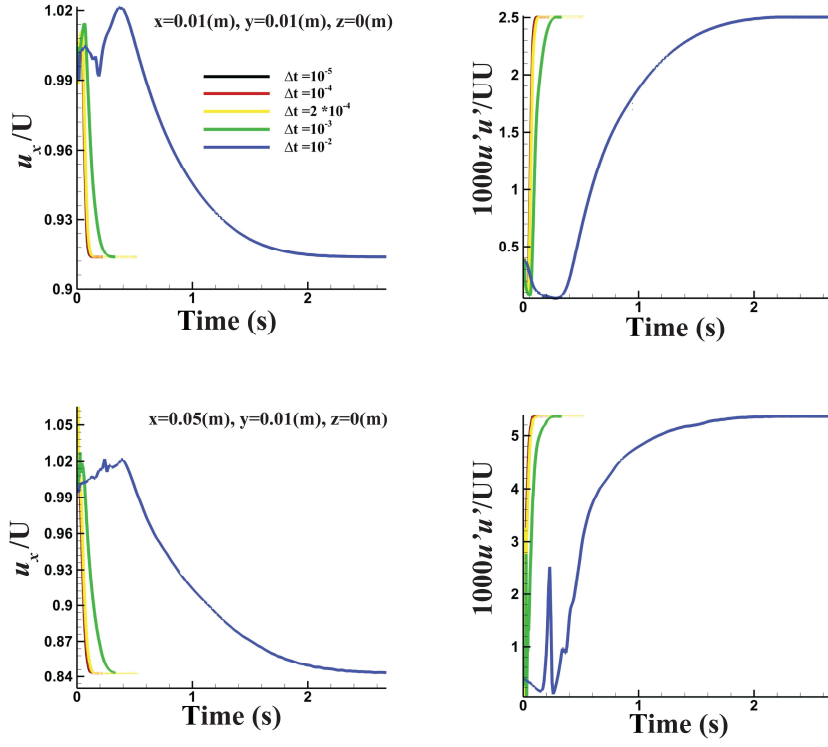 x=0.01(m), y=0.01(m), z=0(m)
Δt =10⁻⁵
Δt =10⁻⁴
Δt =2 *10⁻⁴
Δt =10⁻³
Δt =10⁻²
uₓ/U
1.02
0.99
0.96
0.93
0.9
0 1 2
Time (s)
1000u'u'/UU
2.5
2
1.5
1
0.5
0 1 2
Time (s)
x=0.05(m), y=0.01(m), z=0(m)
uₓ/U
1.05
1.02
0.99
0.96
0.93
0.9
0.87
0.84
0 1 2
Time (s)
1000u'u'/UU
5
4
3
2
1
0 1 2
Time (s)